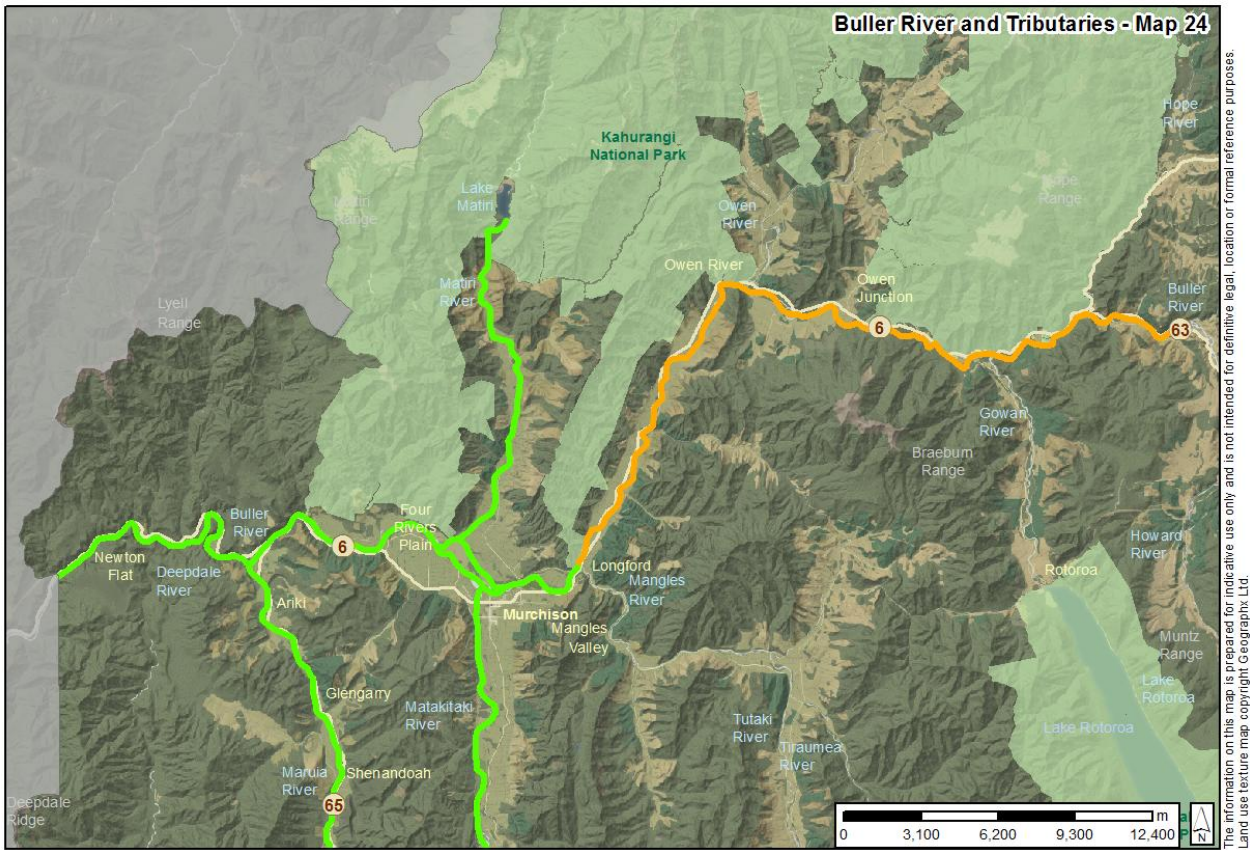 Buller River and Tributaries - Map 24
Hope
River
Kahurangi
National Park
Lake
Matiri
Matiri
Range
Hope
Range
Owen
River
Owen River
Owen
Junction
Matiri
River
Buller
River
Lyell
Range
6
63
Gowan
River
Braeburn
Range
Four
Rivers
Plain
Buller
River
6
Newton
Flat
Deepdale
River
Longford
Mangles
River
Howard
River
Rotoroa
Ariki
Murchison
Mangles
Valley
Muntz
Range
Glengarry
Matakitaki
River
Lake
Rotoroa
Lake Rotoroa
Tutaki
River
Tiraumea
River
Maruia
River
Shenandoah
65
Deepdale
Ridge
m
0 3,100 6,200 9,300 12,400
N
The information on this map is prepared for indicative use only and is not intended for definitive legal, location or formal reference purposes.
Land use texture map copyright Geographx Ltd.